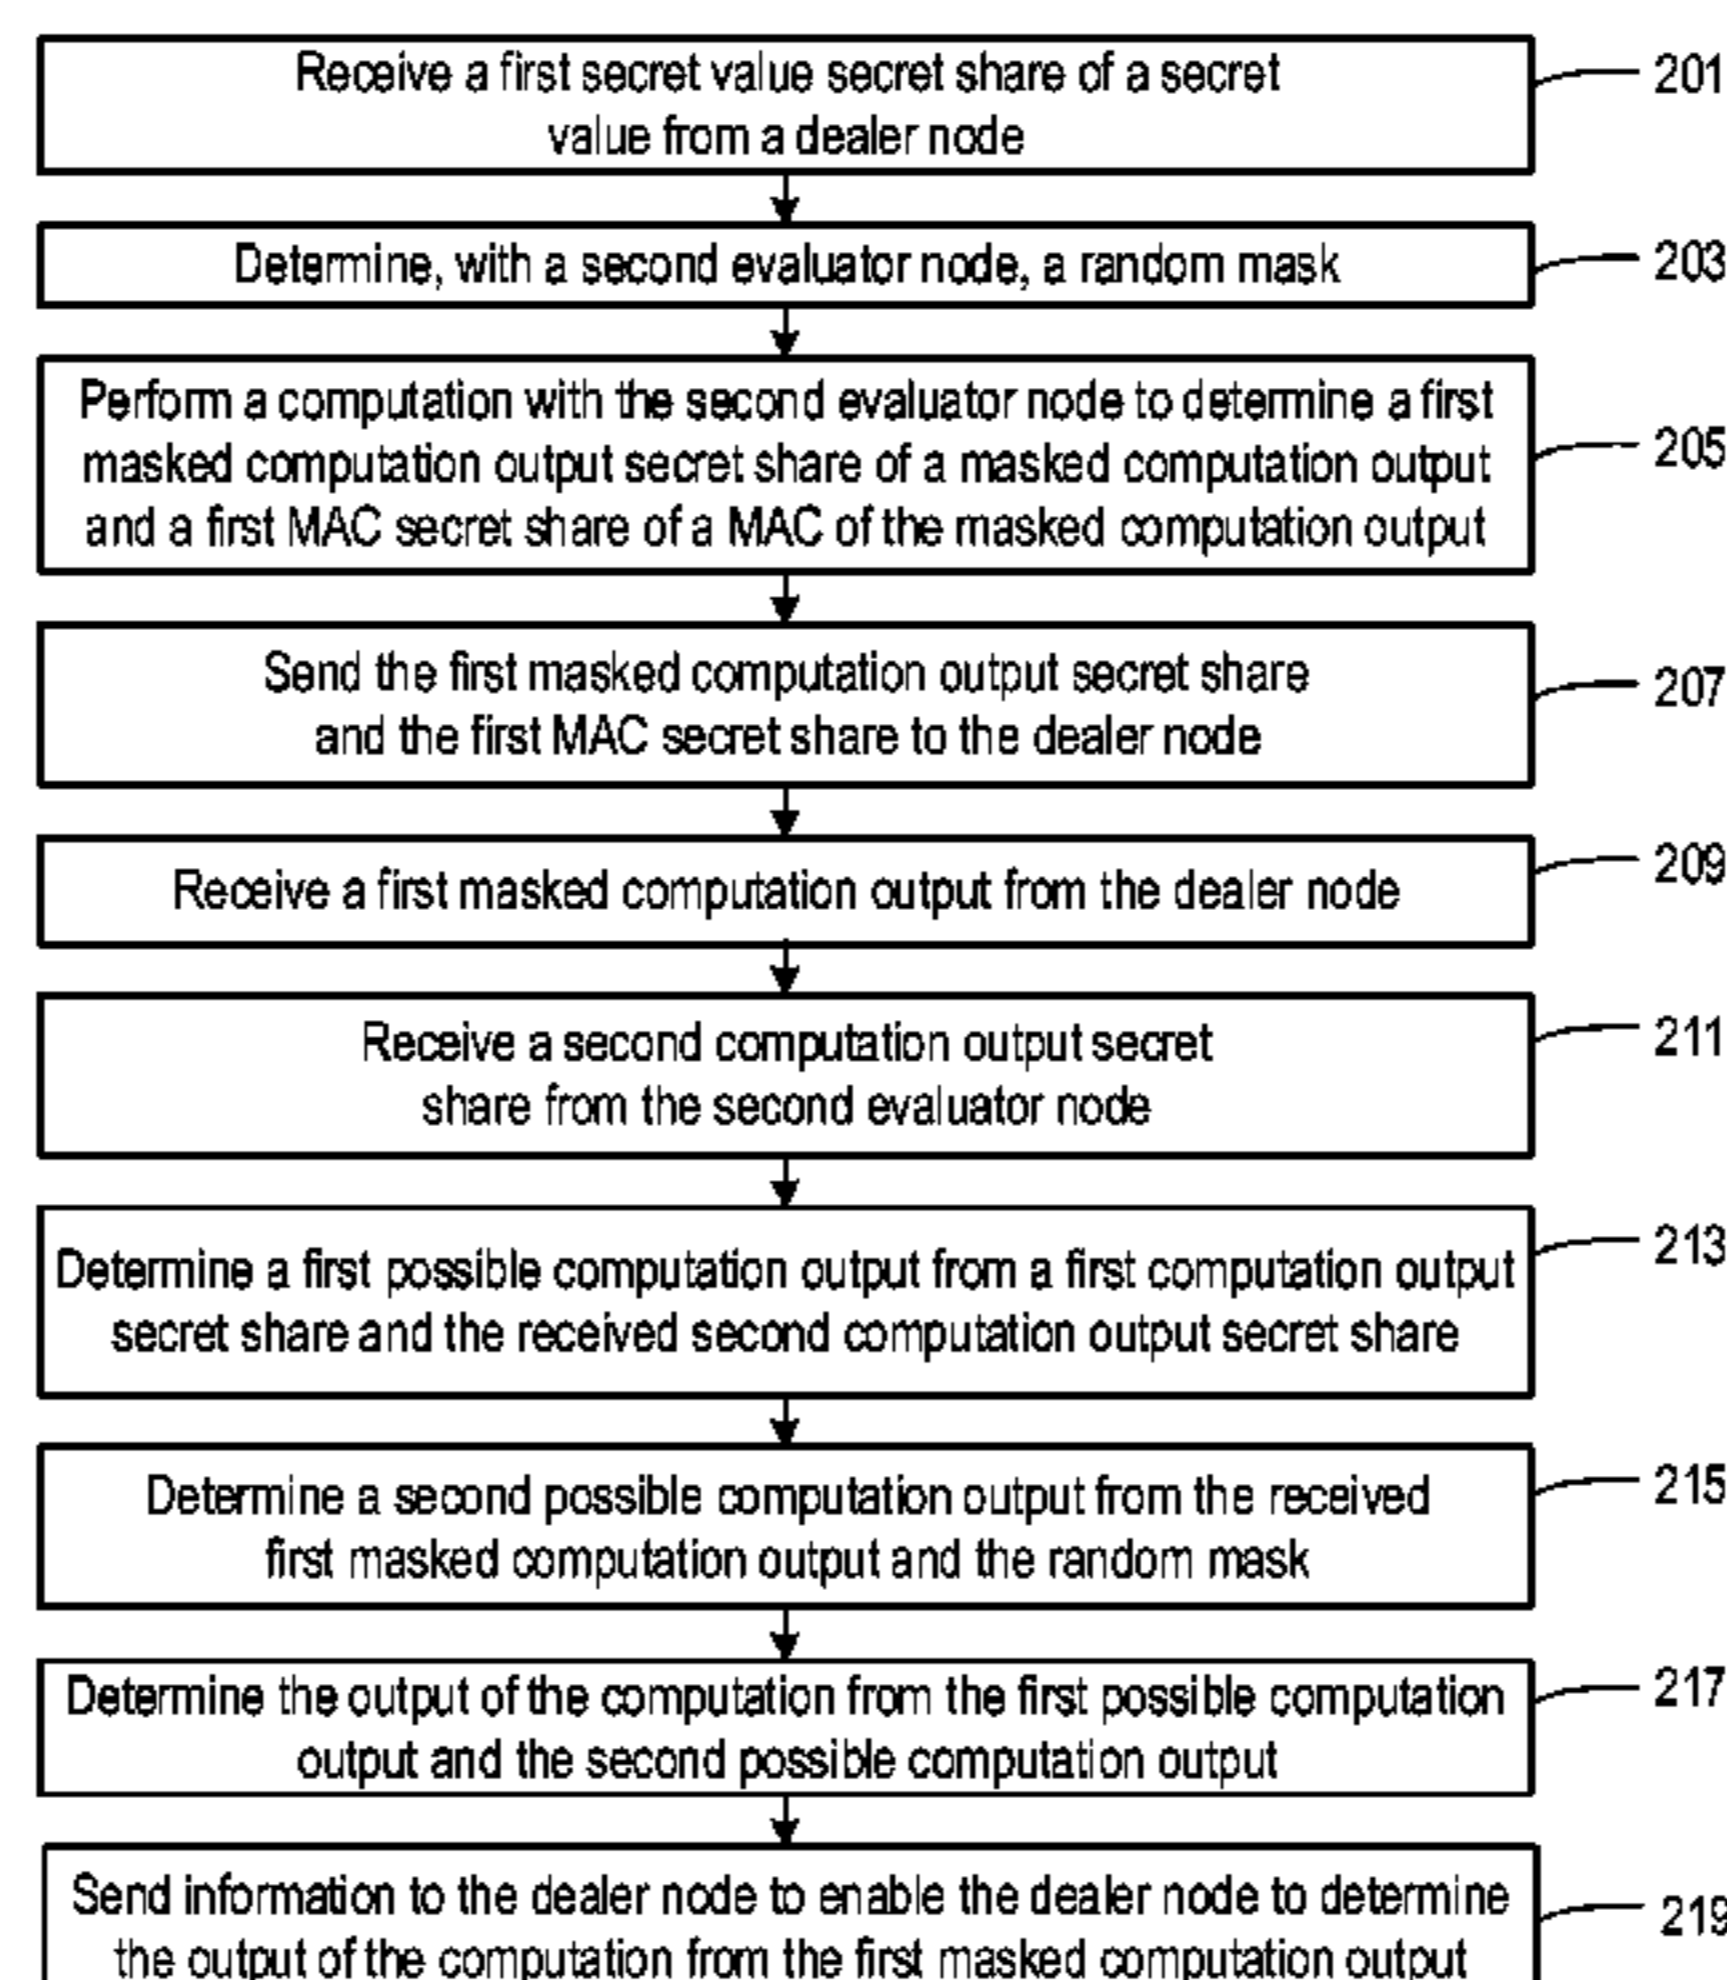 Receive a first secret value secret share of a secret
value from a dealer node
201
Determine, with a second evaluator node, a random mask
203
Perform a computation with the second evaluator node to determine a first
masked computation output secret share of a masked computation output
and a first MAC secret share of a MAC of the masked computation output
205
Send the first masked computation output secret share
and the first MAC secret share to the dealer node
207
Receive a first masked computation output from the dealer node
209
Receive a second computation output secret
share from the second evaluator node
211
Determine a first possible computation output from a first computation output
secret share and the received second computation output secret share
213
Determine a second possible computation output from the received
first masked computation output and the random mask
215
Determine the output of the computation from the first possible computation
output and the second possible computation output
217
Send information to the dealer node to enable the dealer node to determine
the output of the computation from the first masked computation output
219